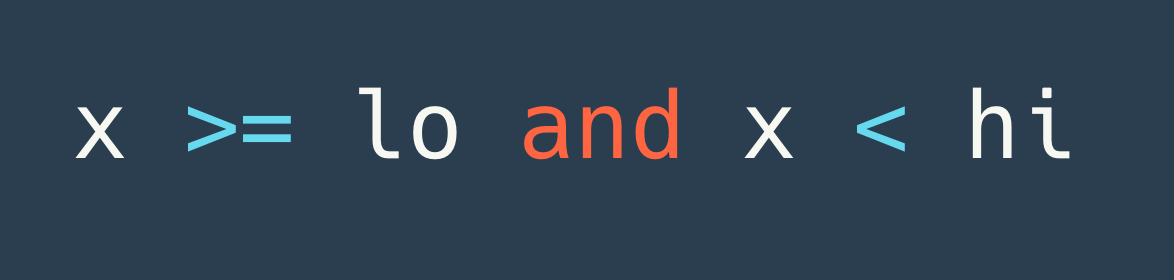 x >= lo and x < hi